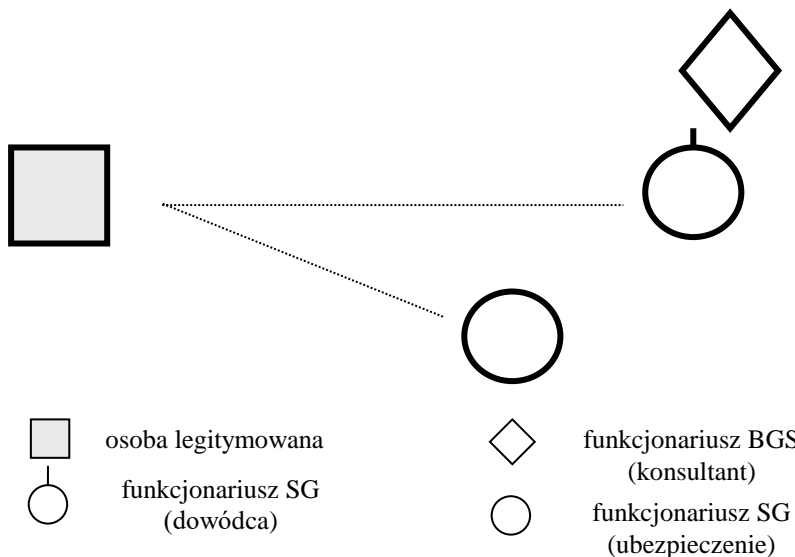 osoba legitymowana
funkcjonariusz SG
(dowódca)
funkcjonariusz BGS
(konsultant)
funkcjonariusz SG
(ubezpieczenie)